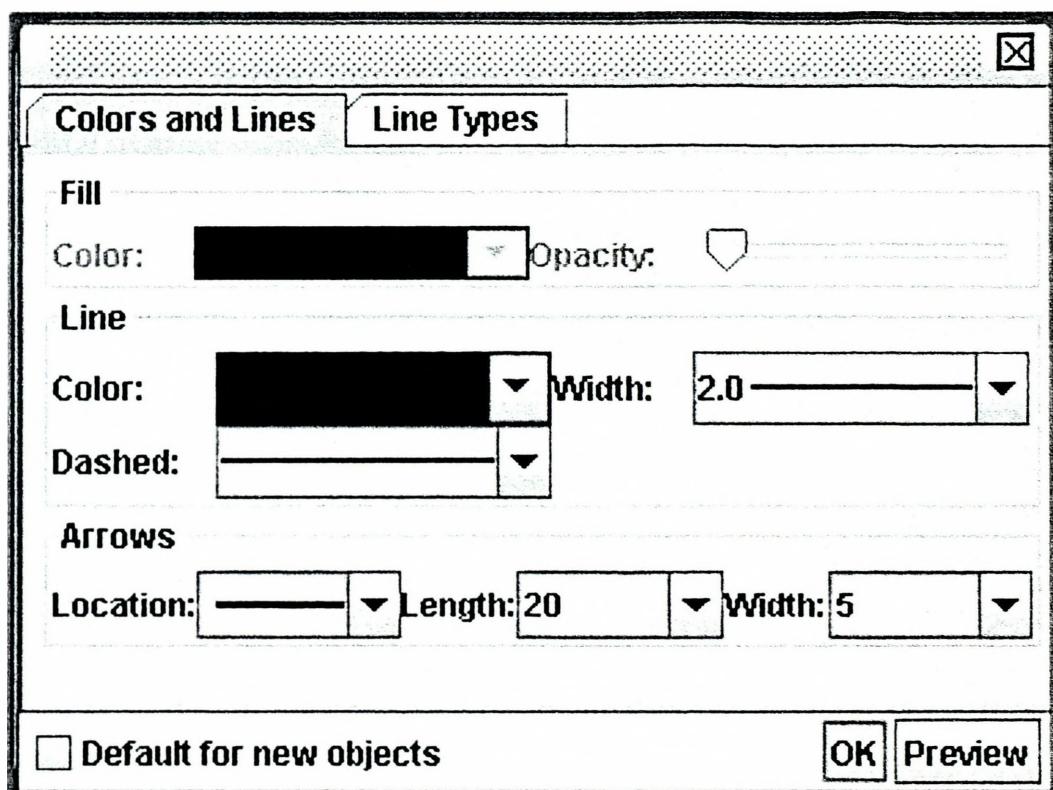 Colors and Lines Line Types
Fill
Color: Opacity:
Line
Color: Width: 2.0
Dashed:
Arrows
Location: Length: 20 Width: 5
Default for new objects OK Preview